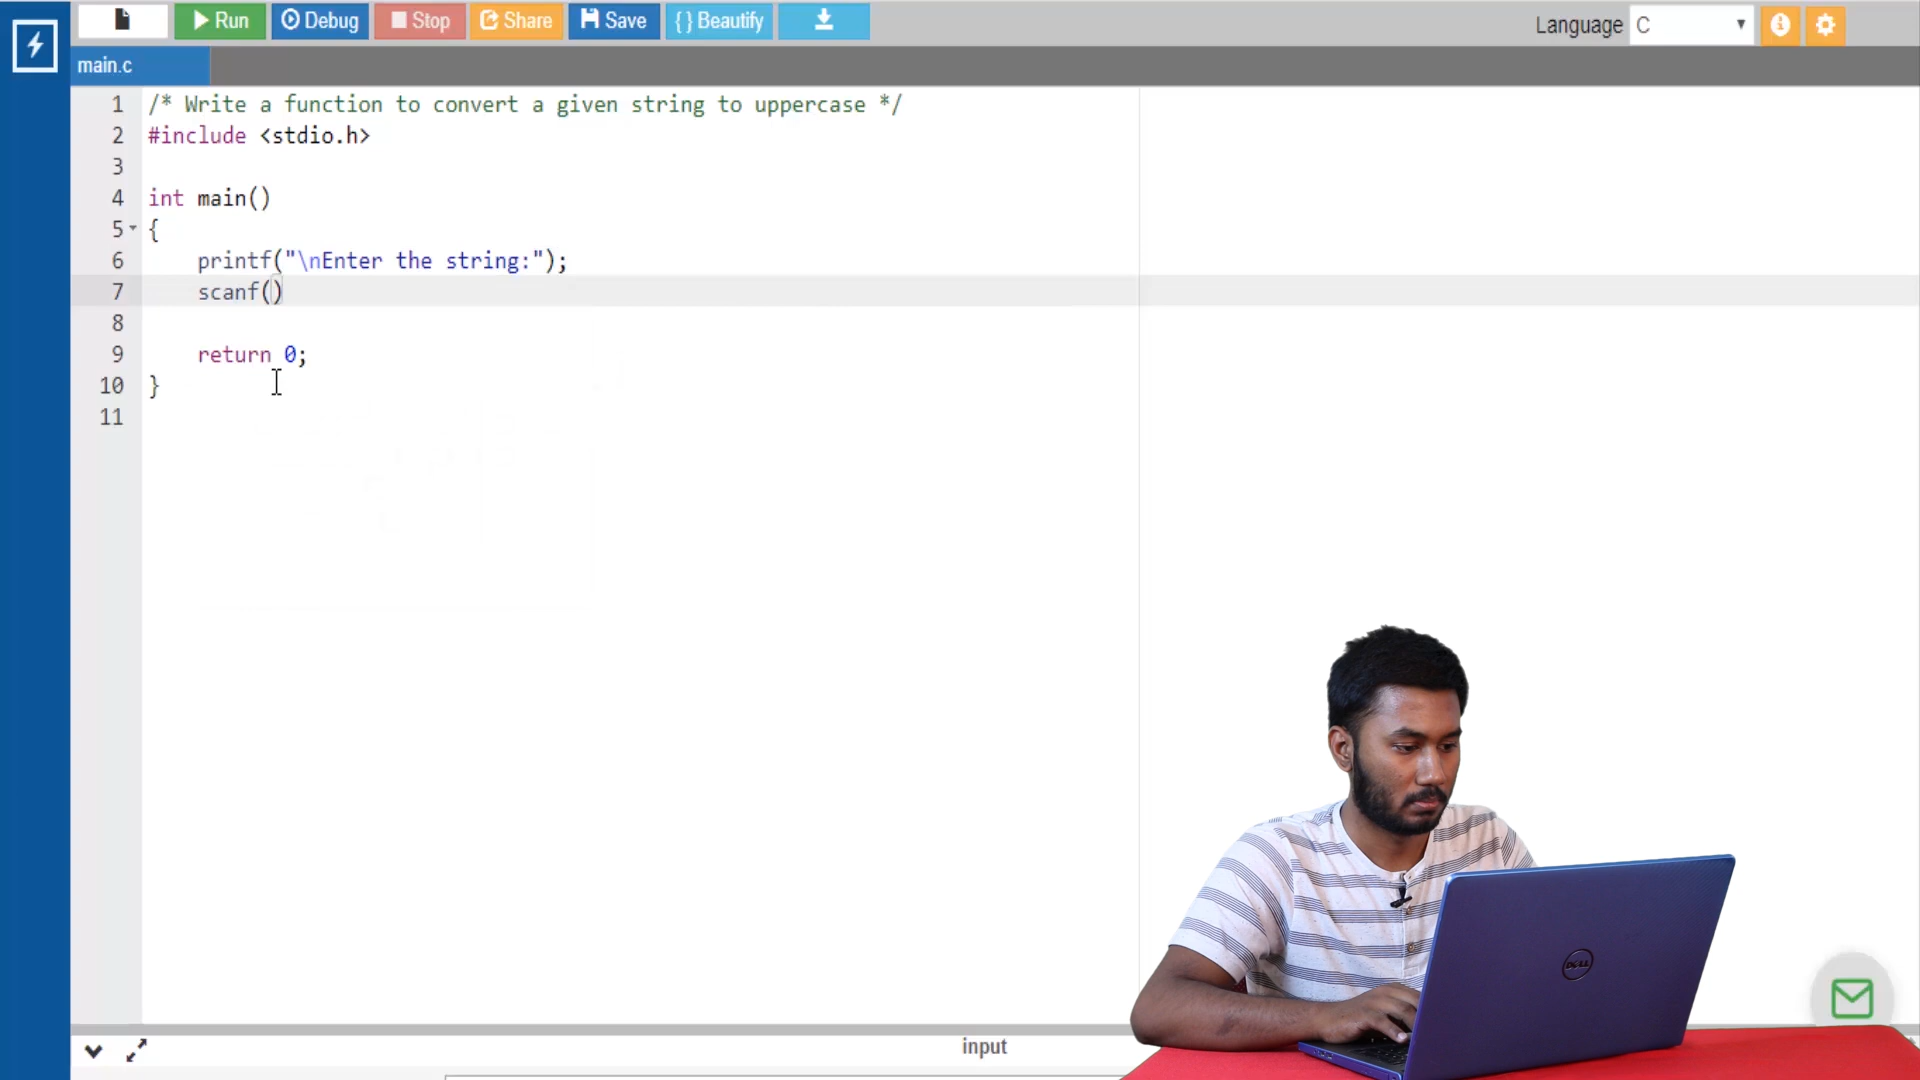 Run Debug Stop Share Save { } Beautify Language C
main.c
1 /* Write a function to convert a given string to uppercase */
2 #include <stdio.h>
3
4 int main()
5 {
6 printf("\nEnter the string:");
7 scanf()
8
9 return 0;
10 }
11
input
DELL